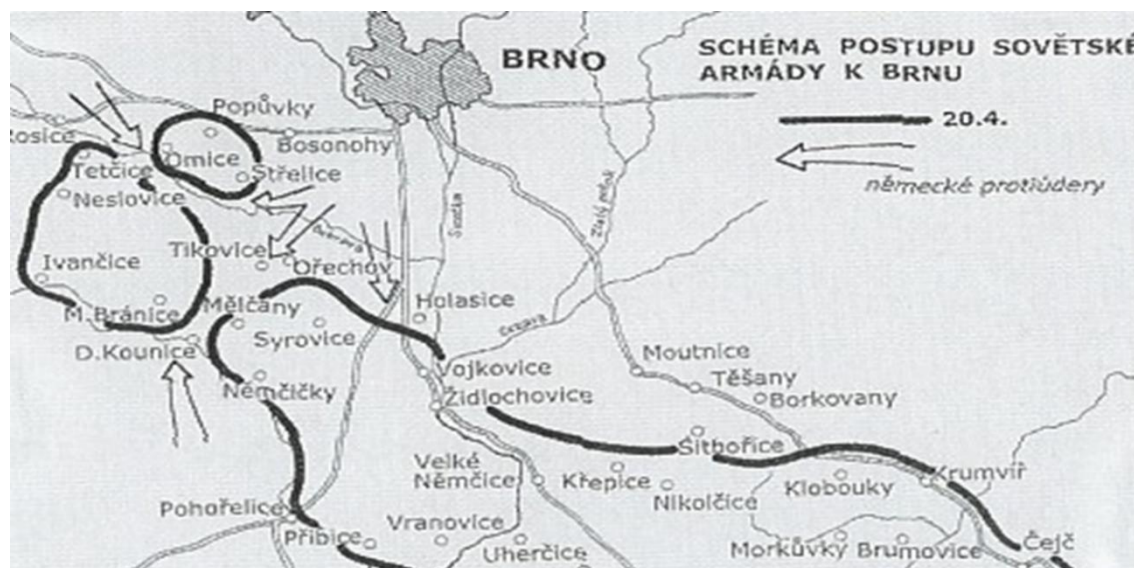 BRNO
SCHÉMA POSTUPU SOVĚTSKÉ
ARMÁDY K BRNU
20.4.
německé protiúdery
Popůvky
Bosonohy
Omice
Střelice
Tetčice
Neslovice
Tikovice
Ořechov
Ivančice
M.Bránice
Mělčany
Holasice
Syrovice
D.Kounice
Vojkovice
Moutnice
Těšany
Borkovany
Němčičky
Židlochovice
Šitbořice
Velké
Němčice
Křepice
Nikolčice
Klobouky
Krumvíř
Pohořelice
Vranovice
Přibice
Uherčice
Morkůvky
Brumovice
Čejč